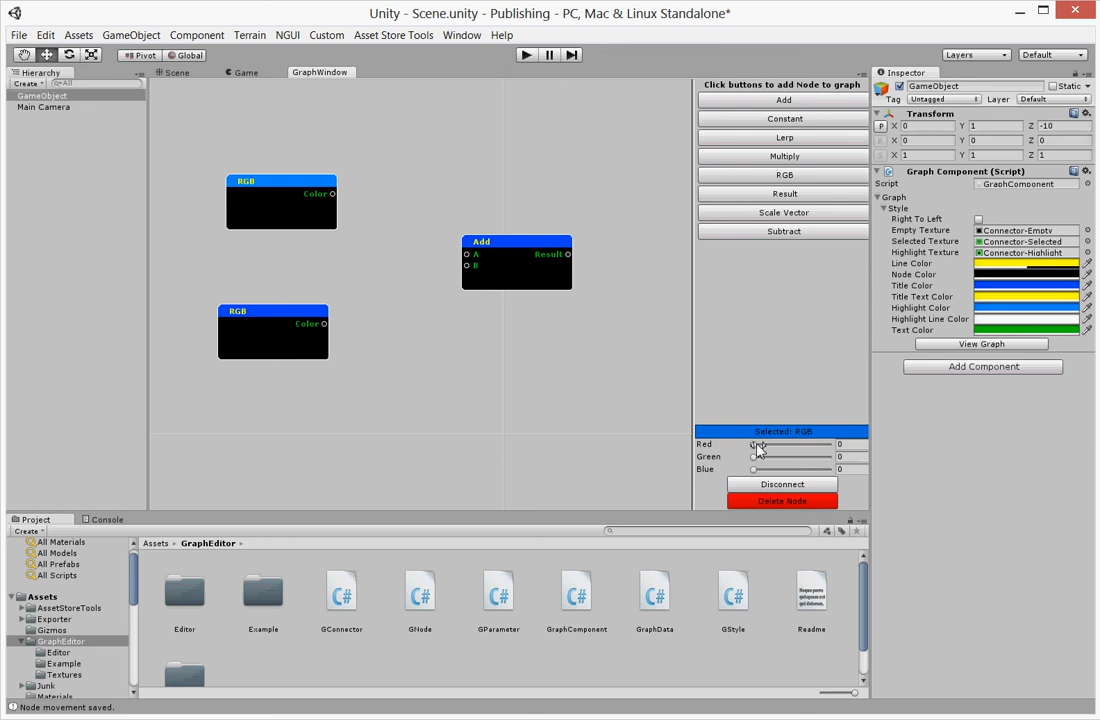 Unity - Scene.unity - Publishing - PC, Mac & Linux Standalone*
File Edit Assets GameObject Component Terrain NGUI Custom Asset Store Tools Window Help
Pivot Global Layers Default
Hierarchy Scene Game GraphWindow Inspector
Create All
GameObject
Main Camera
RGB
Color
RGB
Color
Add
A Result
B
Click buttons to add Node to graph
Add
Constant
Lerp
Multiply
RGB
Result
Scale Vector
Subtract
Selected: RGB
Red 0
Green 0
Blue 0
Disconnect
Delete Node
GameObject Static
Tag Untagged Layer Default
Transform
P X 0 Y 1 Z -10
R X 0 Y 0 Z 0
S X 1 Y 1 Z 1
Graph Component (Script)
Script GraphComponent
Graph
Style
Right To Left
Empty Texture Connector-Empty
Selected Texture Connector-Selected
Highlight Texture Connector-Highlight
Line Color
Node Color
Title Color
Title Text Color
Highlight Color
Highlight Line Color
Text Color
View Graph
Add Component
Project Console
Create
All Materials
All Models
All Prefabs
All Scripts
Assets
AssetStoreTools
Exporter
Gizmos
GraphEditor
Editor
Example
Textures
Junk
Materials
Assets GraphEditor
C# C# C# C# C# C#
Editor Example GConnector GNode GParameter GraphComponent GraphData GStyle Readme
Node movement saved.